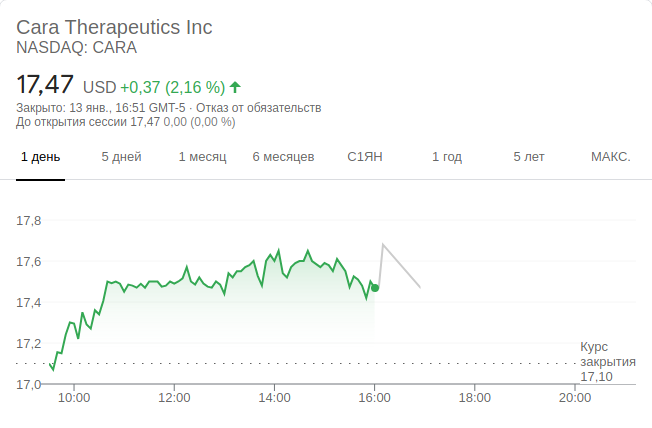 Cara Therapeutics Inc
NASDAQ: CARA
17,47 USD +0,37 (2,16 %)
Закрыто: 13 янв., 16:51 GMT-5 · Отказ от обязательств
До открытия сессии 17,47 0,00 (0,00 %)
1 день 5 дней 1 месяц 6 месяцев С1ЯН 1 год 5 лет МАКС.
17,8
17,6
17,4
17,2
17,0
Курс
закрытия
17,10
10:00 12:00 14:00 16:00 18:00 20:00